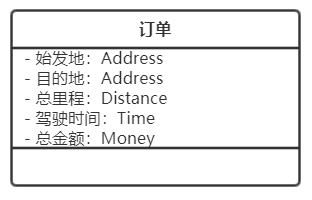 订单
- 始发地：Address
- 目的地：Address
- 总里程：Distance
- 驾驶时间：Time
- 总金额：Money